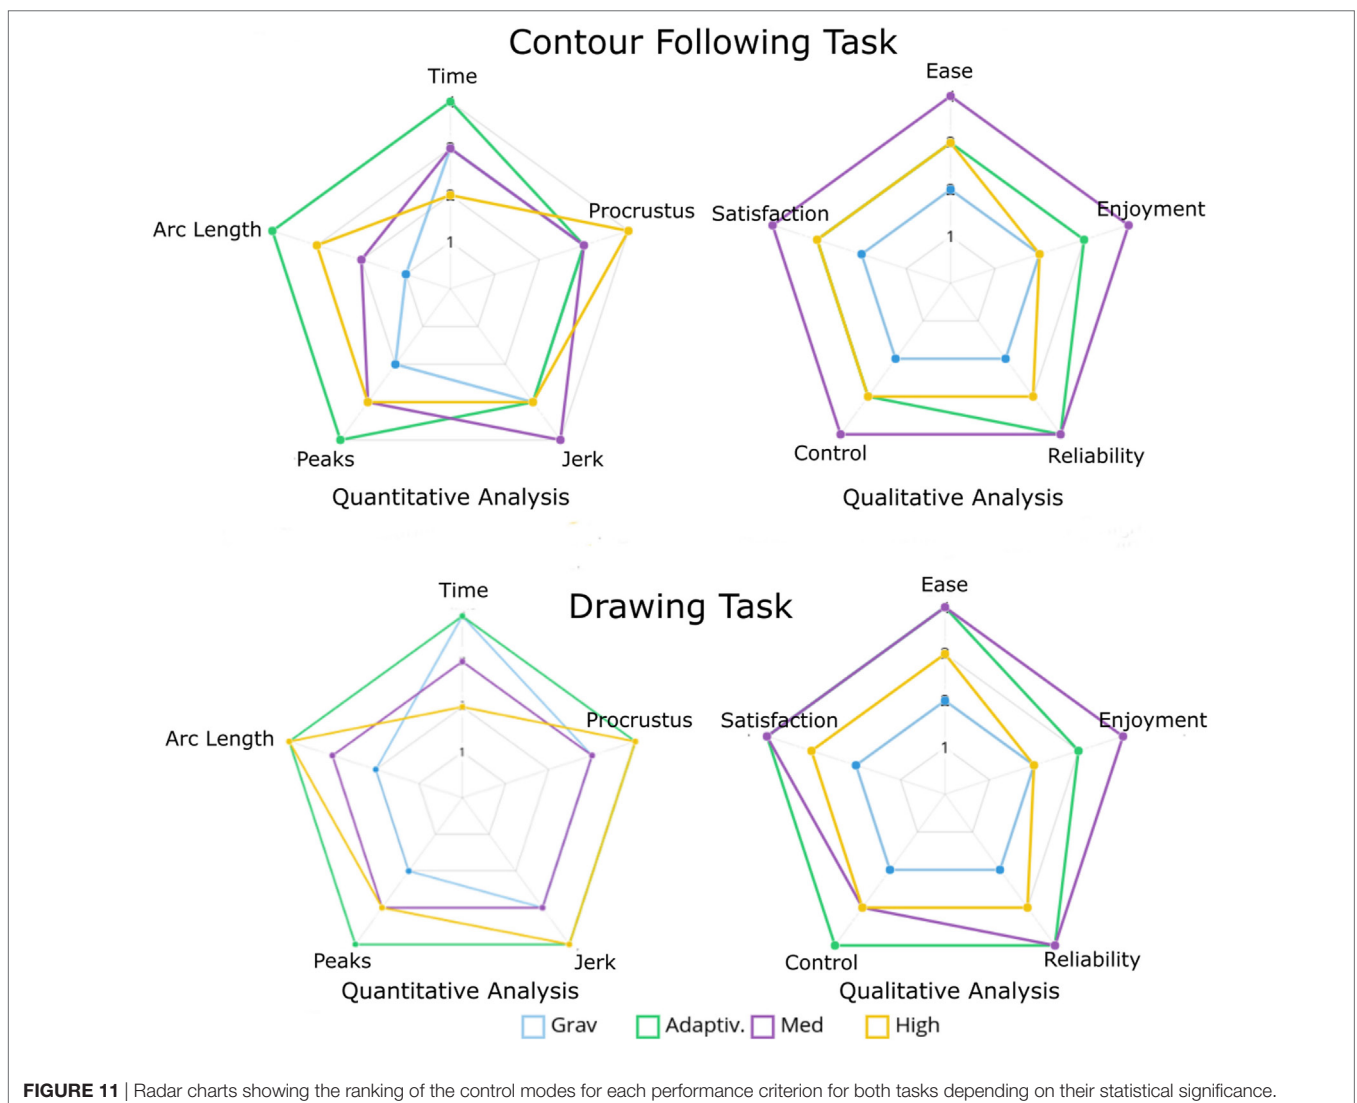 Contour Following Task
Time
Ease
Procrustus
Arc Length
1
Peaks
Jerk
Quantitative Analysis
Satisfaction
Enjoyment
1
Control
Reliability
Qualitative Analysis
Drawing Task
Time
Ease
Procrustus
Arc Length
1
Peaks
Jerk
Quantitative Analysis
Satisfaction
Enjoyment
1
Control
Reliability
Qualitative Analysis
Grav
Adaptiv.
Med
High
FIGURE 11 | Radar charts showing the ranking of the control modes for each performance criterion for both tasks depending on their statistical significance.